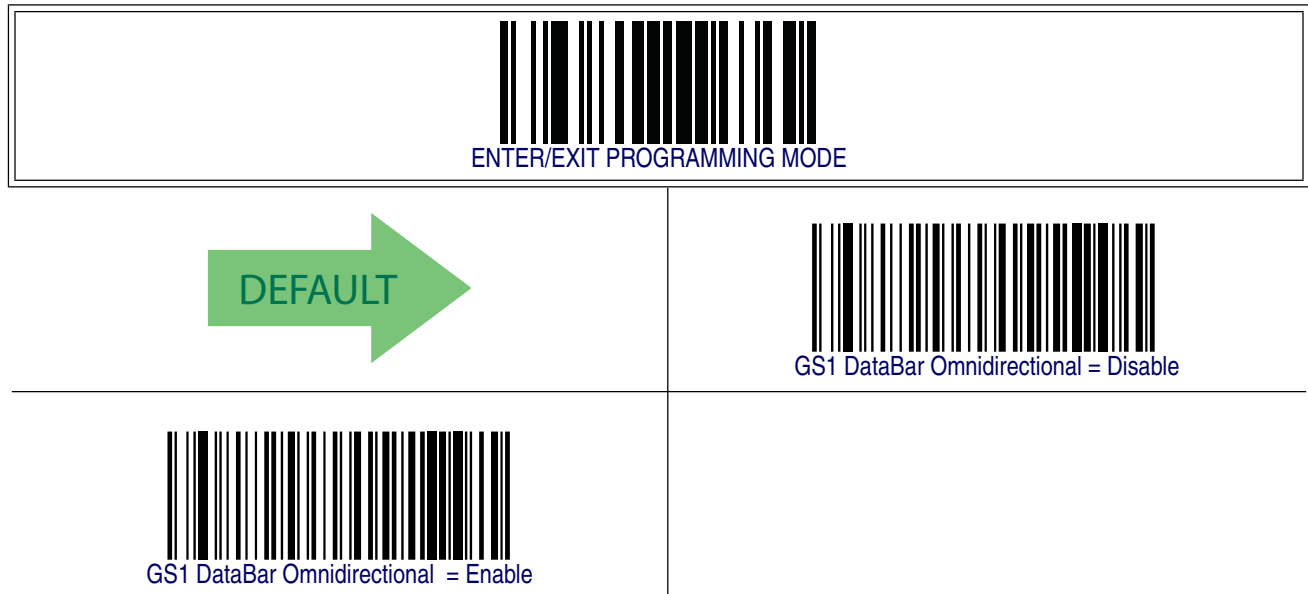 ENTER/EXIT PROGRAMMING MODE
DEFAULT
GS1 DataBar Omnidirectional = Disable
GS1 DataBar Omnidirectional = Enable